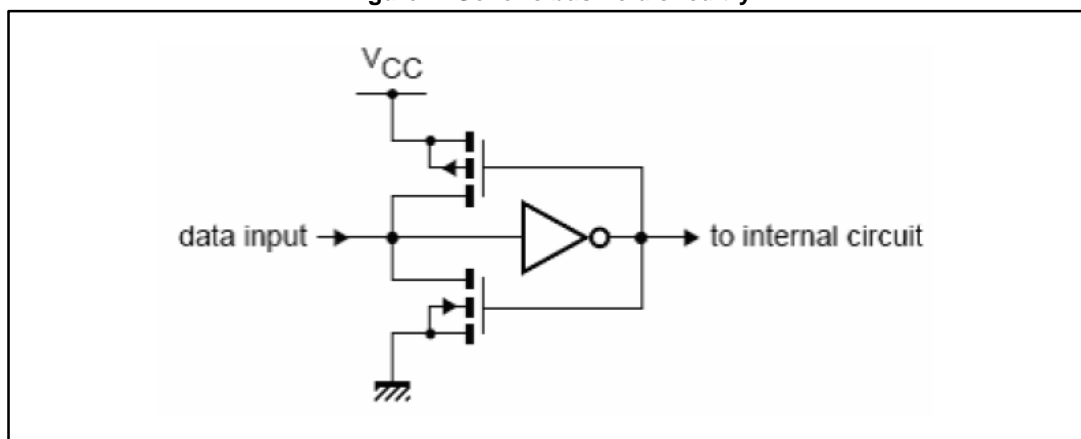 VCC
data input
to internal circuit